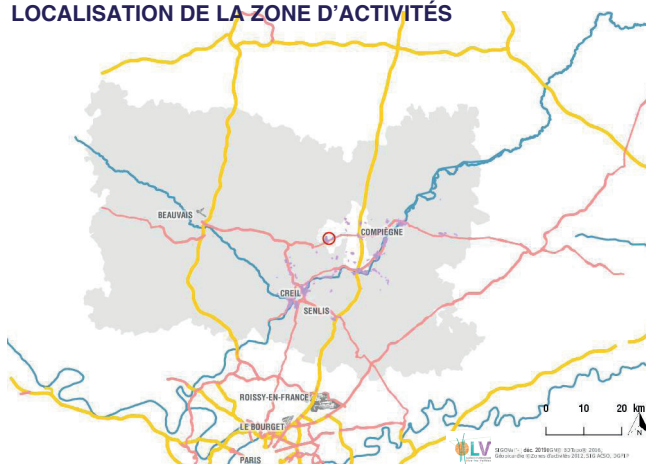 LOCALISATION DE LA ZONE D'ACTIVITÉS
BEAUVAIS
COMPIÈGNE
CREIL
SENLIS
ROISSY-EN-FRANCE
LE BOURGET
PARIS
0 10 20 km
N
OLV